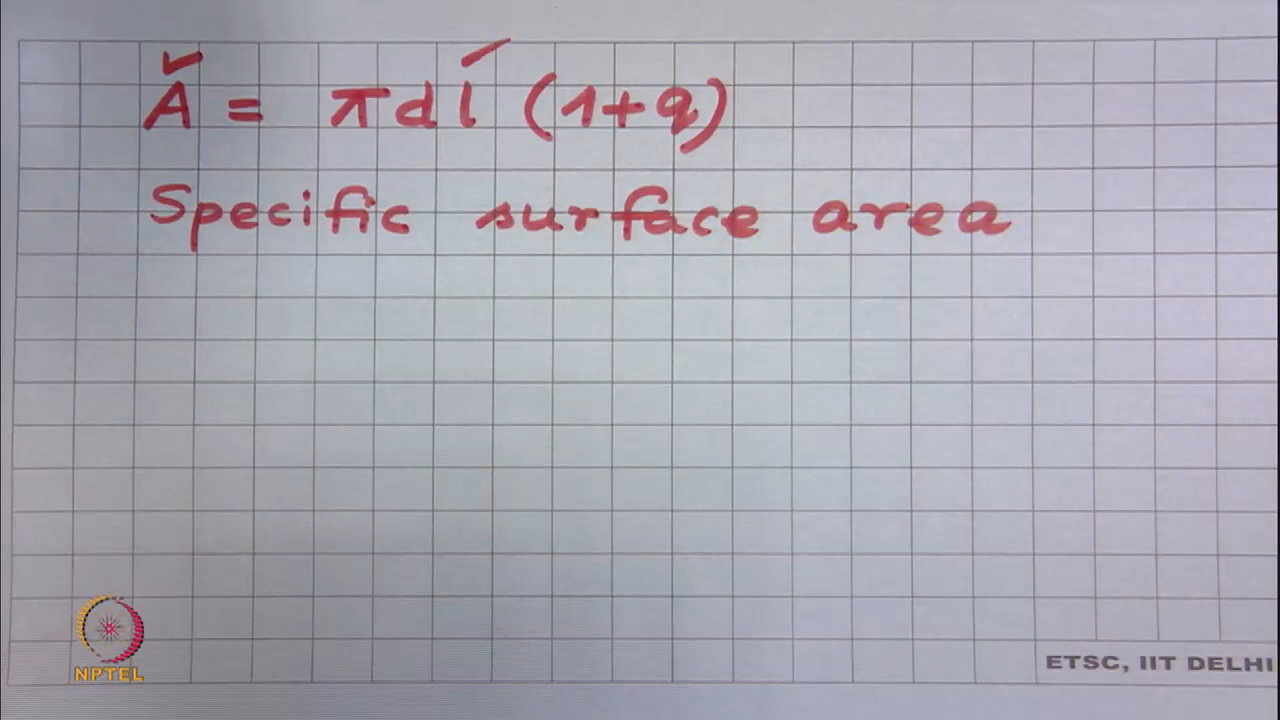 A = πdl (1+q)
Specific surface area
NPTEL
ETSC, IIT DELHI